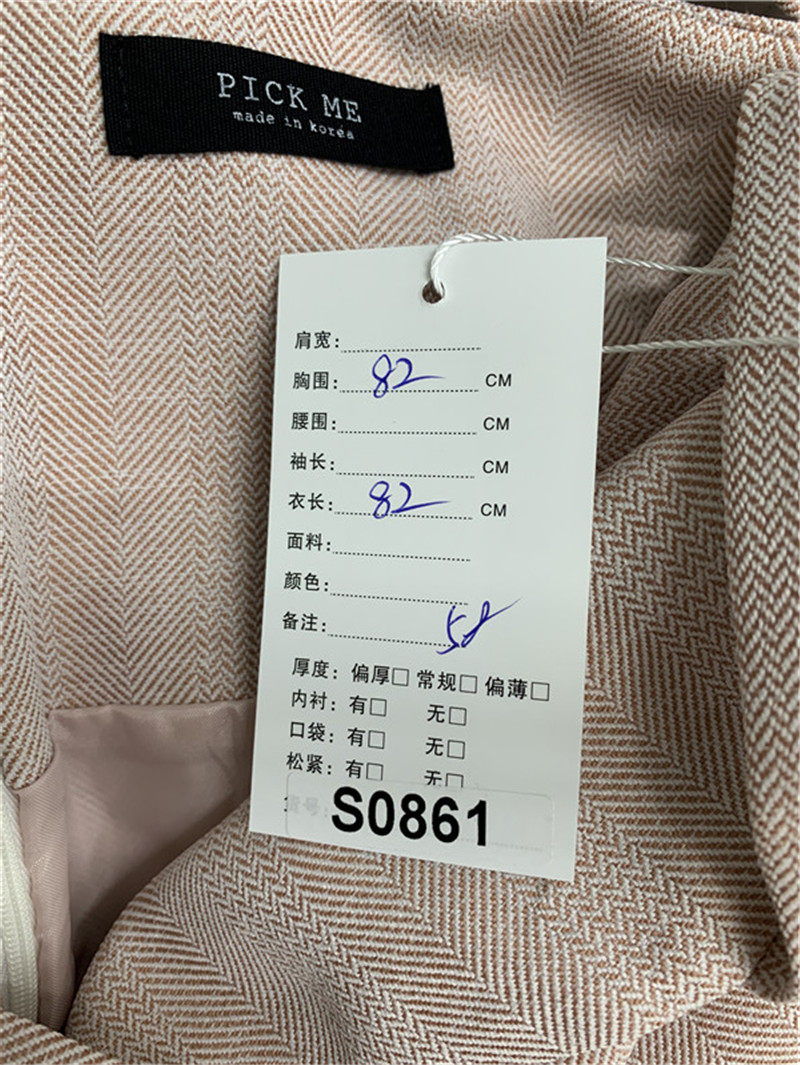 PICK ME
made in korea
肩宽:
胸围: 82 CM
腰围: CM
袖长: CM
衣长: 82 CM
面料:
颜色:
备注: 58
厚度: 偏厚□ 常规□ 偏薄□
内衬: 有□ 无□
口袋: 有□ 无□
松紧: 有□ 无□
S0861